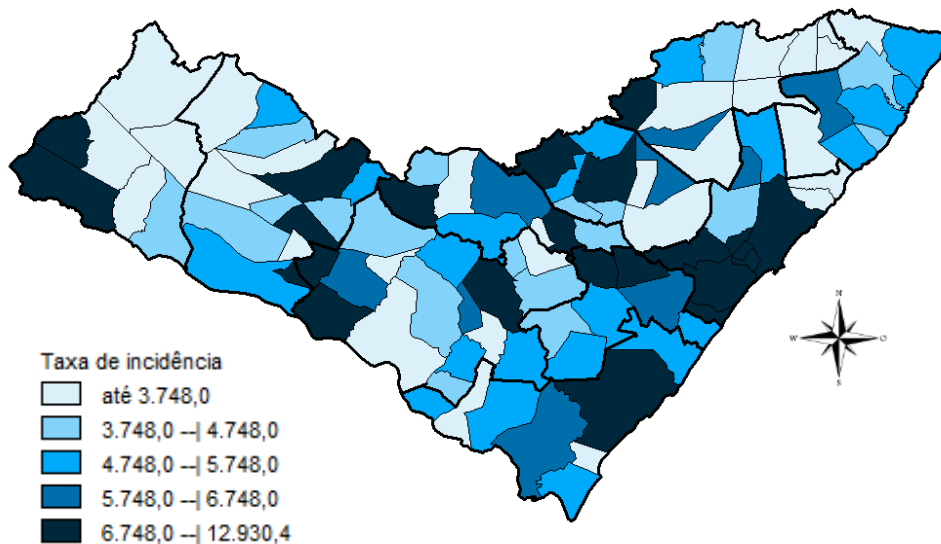 N
W
O
S
Taxa de incidência
até 3.748,0
3.748,0 --| 4.748,0
4.748,0 --| 5.748,0
5.748,0 --| 6.748,0
6.748,0 --| 12.930,4